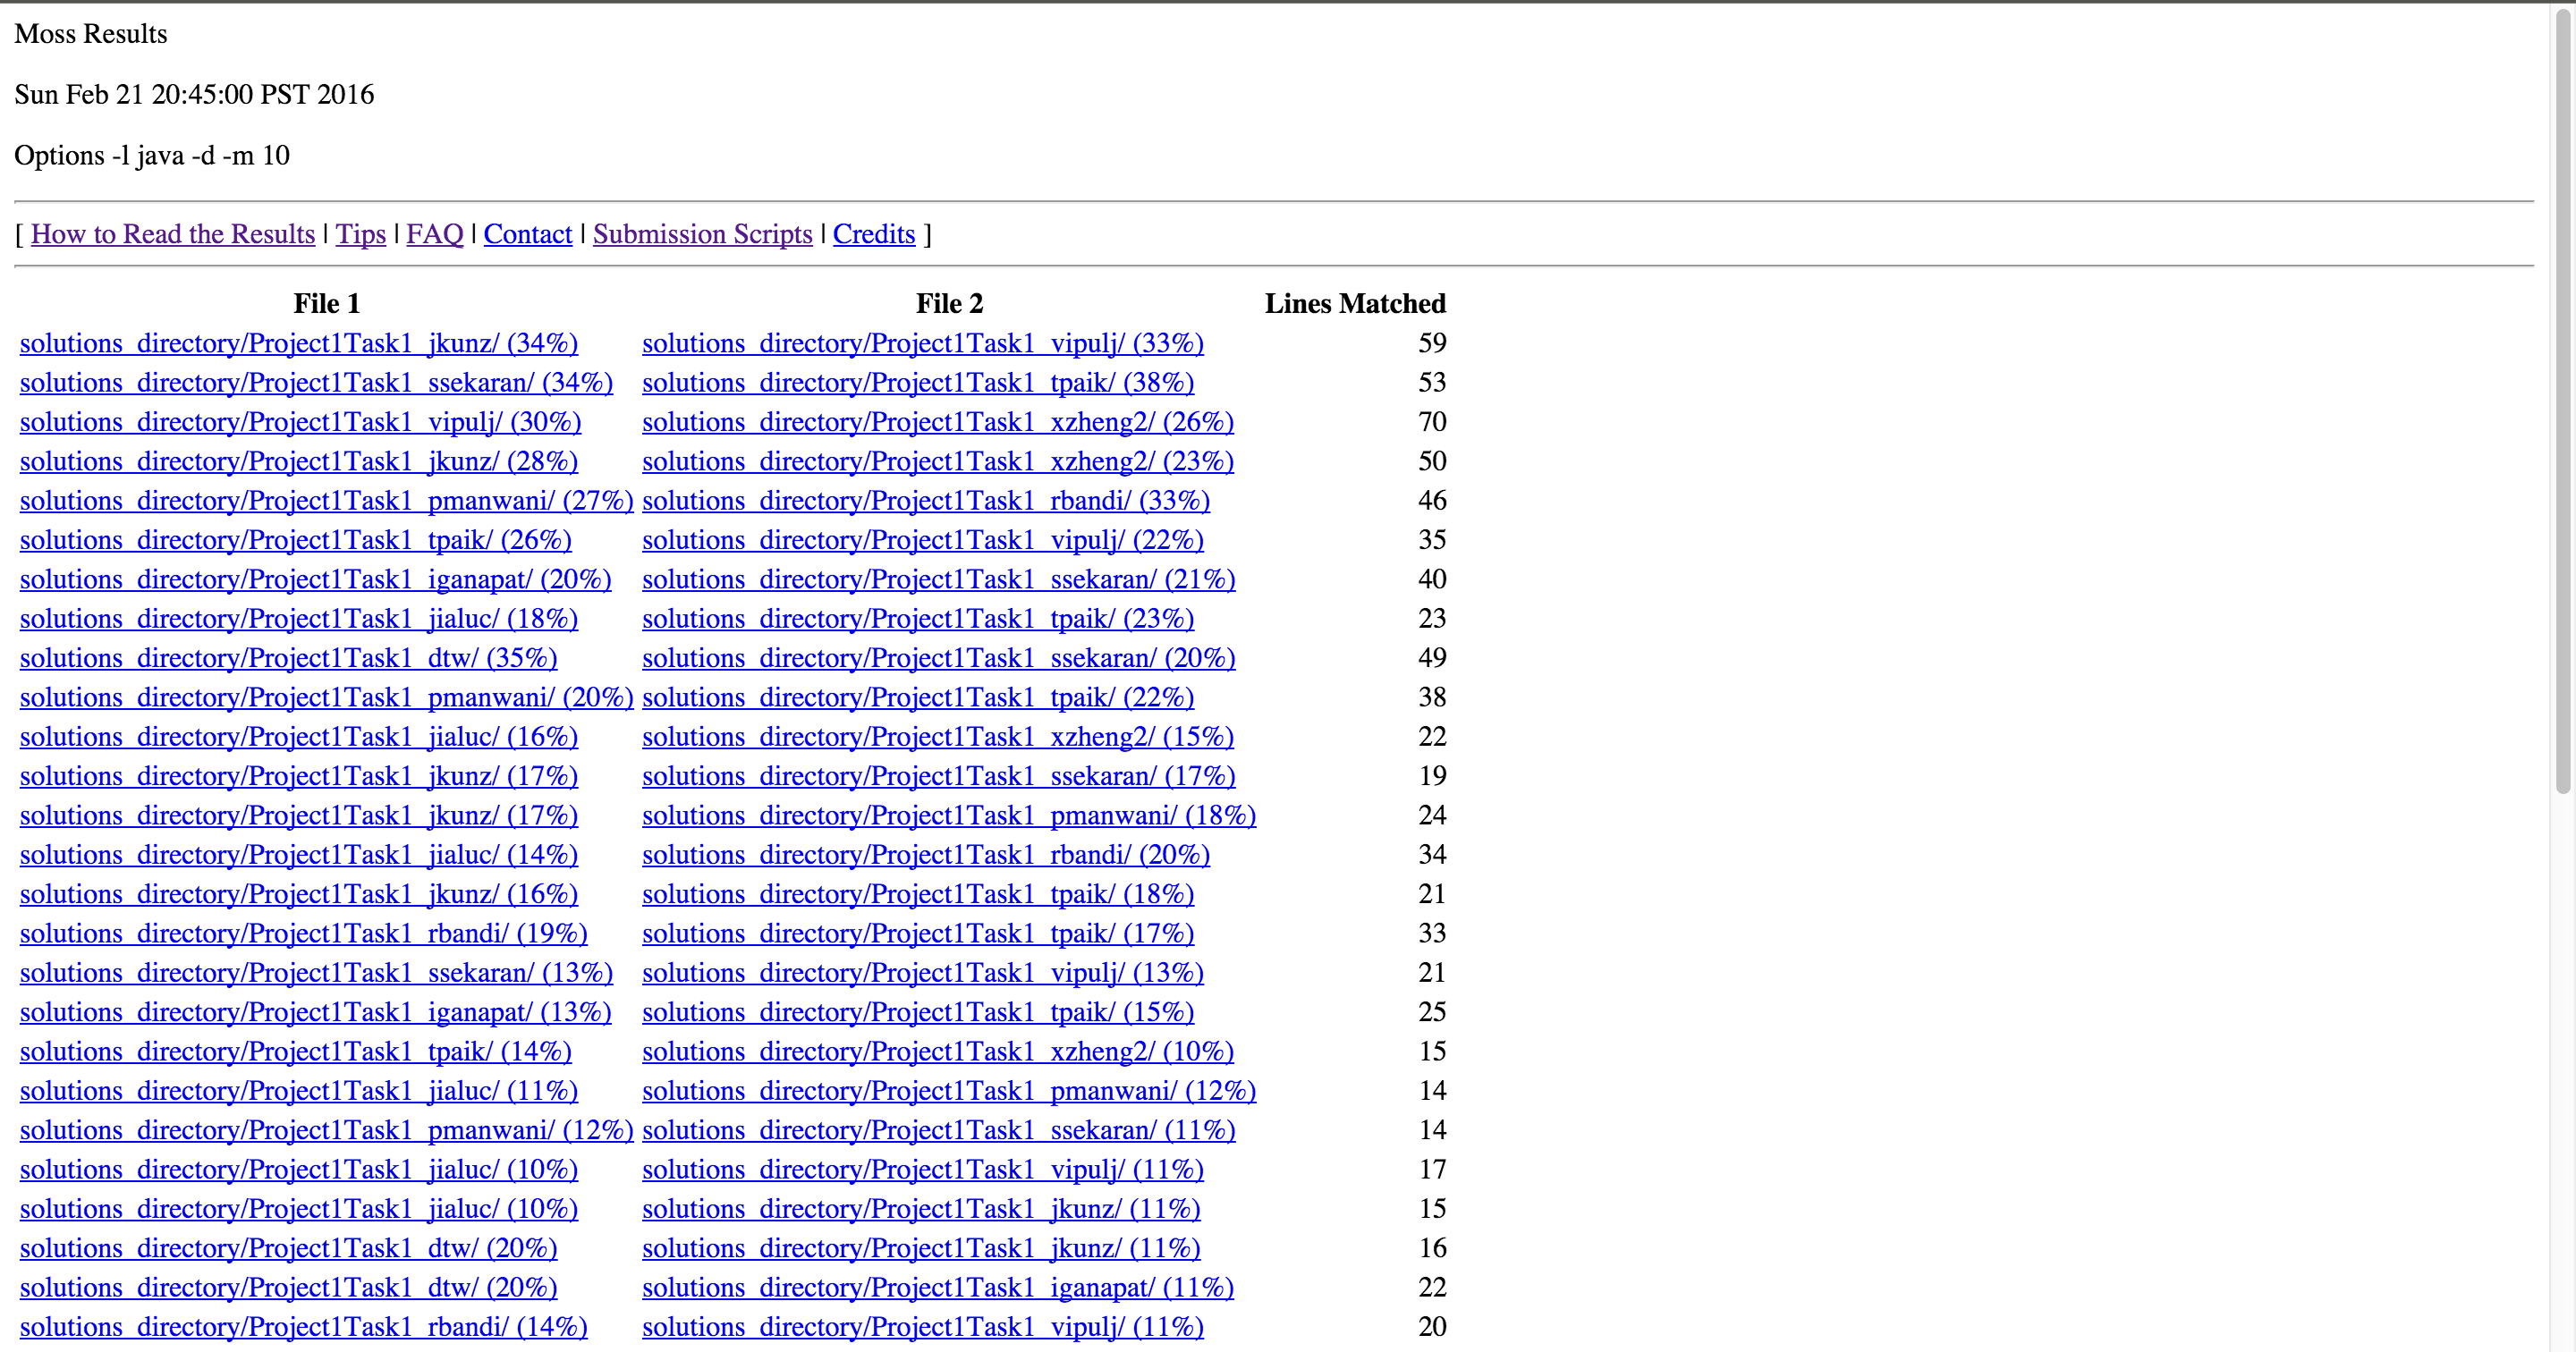 Moss Results
Sun Feb 21 20:45:00 PST 2016
Options -l java -d -m 10
[ How to Read the Results | Tips | FAQ | Contact | Submission Scripts | Credits ]
File 1 File 2 Lines Matched
solutions_directory/Project1Task1_jkunz/ (34%) solutions_directory/Project1Task1_vipulj/ (33%) 59
solutions_directory/Project1Task1_ssekaran/ (34%) solutions_directory/Project1Task1_tpaik/ (38%) 53
solutions_directory/Project1Task1_vipulj/ (30%) solutions_directory/Project1Task1_xzheng2/ (26%) 70
solutions_directory/Project1Task1_jkunz/ (28%) solutions_directory/Project1Task1_xzheng2/ (23%) 50
solutions_directory/Project1Task1_pmanwani/ (27%) solutions_directory/Project1Task1_rbandi/ (33%) 46
solutions_directory/Project1Task1_tpaik/ (26%) solutions_directory/Project1Task1_vipulj/ (22%) 35
solutions_directory/Project1Task1_iganapat/ (20%) solutions_directory/Project1Task1_ssekaran/ (21%) 40
solutions_directory/Project1Task1_jialuc/ (18%) solutions_directory/Project1Task1_tpaik/ (23%) 23
solutions_directory/Project1Task1_dtw/ (35%) solutions_directory/Project1Task1_ssekaran/ (20%) 49
solutions_directory/Project1Task1_pmanwani/ (20%) solutions_directory/Project1Task1_tpaik/ (22%) 38
solutions_directory/Project1Task1_jialuc/ (16%) solutions_directory/Project1Task1_xzheng2/ (15%) 22
solutions_directory/Project1Task1_jkunz/ (17%) solutions_directory/Project1Task1_ssekaran/ (17%) 19
solutions_directory/Project1Task1_jkunz/ (17%) solutions_directory/Project1Task1_pmanwani/ (18%) 24
solutions_directory/Project1Task1_jialuc/ (14%) solutions_directory/Project1Task1_rbandi/ (20%) 34
solutions_directory/Project1Task1_jkunz/ (16%) solutions_directory/Project1Task1_tpaik/ (18%) 21
solutions_directory/Project1Task1_rbandi/ (19%) solutions_directory/Project1Task1_tpaik/ (17%) 33
solutions_directory/Project1Task1_ssekaran/ (13%) solutions_directory/Project1Task1_vipulj/ (13%) 21
solutions_directory/Project1Task1_iganapat/ (13%) solutions_directory/Project1Task1_tpaik/ (15%) 25
solutions_directory/Project1Task1_tpaik/ (14%) solutions_directory/Project1Task1_xzheng2/ (10%) 15
solutions_directory/Project1Task1_jialuc/ (11%) solutions_directory/Project1Task1_pmanwani/ (12%) 14
solutions_directory/Project1Task1_pmanwani/ (12%) solutions_directory/Project1Task1_ssekaran/ (11%) 14
solutions_directory/Project1Task1_jialuc/ (10%) solutions_directory/Project1Task1_vipulj/ (11%) 17
solutions_directory/Project1Task1_jialuc/ (10%) solutions_directory/Project1Task1_jkunz/ (11%) 15
solutions_directory/Project1Task1_dtw/ (20%) solutions_directory/Project1Task1_jkunz/ (11%) 16
solutions_directory/Project1Task1_dtw/ (20%) solutions_directory/Project1Task1_iganapat/ (11%) 22
solutions_directory/Project1Task1_rbandi/ (14%) solutions_directory/Project1Task1_vipulj/ (11%) 20